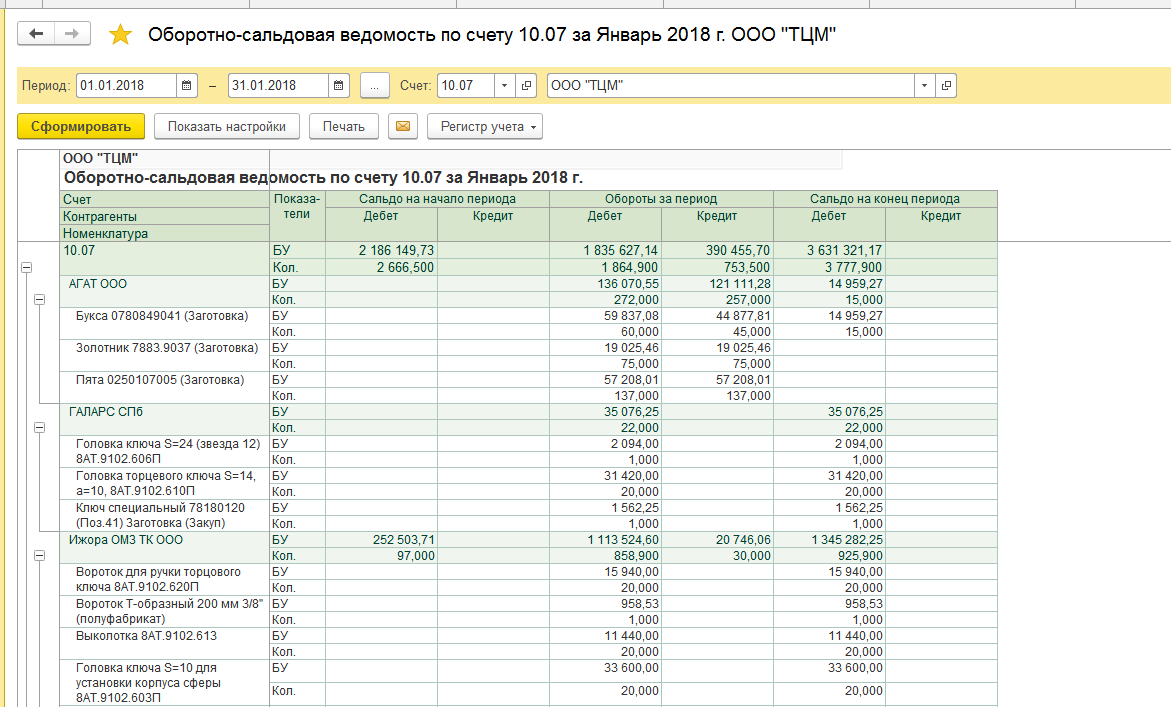 Оборотно-сальдовая ведомость по счету 10.07 за Январь 2018 г. ООО "ТЦМ"
Период: 01.01.2018 – 31.01.2018 ... Счет: 10.07 ООО "ТЦМ"
Сформировать Показать настройки Печать Регистр учета
ООО "ТЦМ"
Оборотно-сальдовая ведомость по счету 10.07 за Январь 2018 г.
Счет Показа- Сальдо на начало периода Обороты за период Сальдо на конец периода
Контрагенты тели Дебет Кредит Дебет Кредит Дебет Кредит
Номенклатура
10.07 БУ 2 186 149,73 1 835 627,14 390 455,70 3 631 321,17
Кол. 2 666,500 1 864,900 753,500 3 777,900
АГАТ ООО БУ 136 070,55 121 111,28 14 959,27
Кол. 272,000 257,000 15,000
Букса 0780849041 (Заготовка) БУ 59 837,08 44 877,81 14 959,27
Кол. 60,000 45,000 15,000
Золотник 7883.9037 (Заготовка) БУ 19 025,46 19 025,46
Кол. 75,000 75,000
Пята 0250107005 (Заготовка) БУ 57 208,01 57 208,01
Кол. 137,000 137,000
ГАЛАРС СПб БУ 35 076,25 35 076,25
Кол. 22,000 22,000
Головка ключа S=24 (звезда 12) БУ 2 094,00 2 094,00
8АТ.9102.606П Кол. 1,000 1,000
Головка торцевого ключа S=14, БУ 31 420,00 31 420,00
а=10, 8АТ.9102.610П Кол. 20,000 20,000
Ключ специальный 78180120 БУ 1 562,25 1 562,25
(Поз.41) Заготовка (Закуп) Кол. 1,000 1,000
Ижора ОМЗ ТК ООО БУ 252 503,71 1 113 524,60 20 746,06 1 345 282,25
Кол. 97,000 858,900 30,000 925,900
Вороток для ручки торцового БУ 15 940,00 15 940,00
ключа 8АТ.9102.620П Кол. 20,000 20,000
Вороток Т-образный 200 мм 3/8" БУ 958,53 958,53
(полуфабрикат) Кол. 1,000 1,000
Выколотка 8АТ.9102.613 БУ 11 440,00 11 440,00
Кол. 20,000 20,000
Головка ключа S=10 для БУ 33 600,00 33 600,00
установки корпуса сферы Кол. 20,000 20,000
8АТ.9102.603П